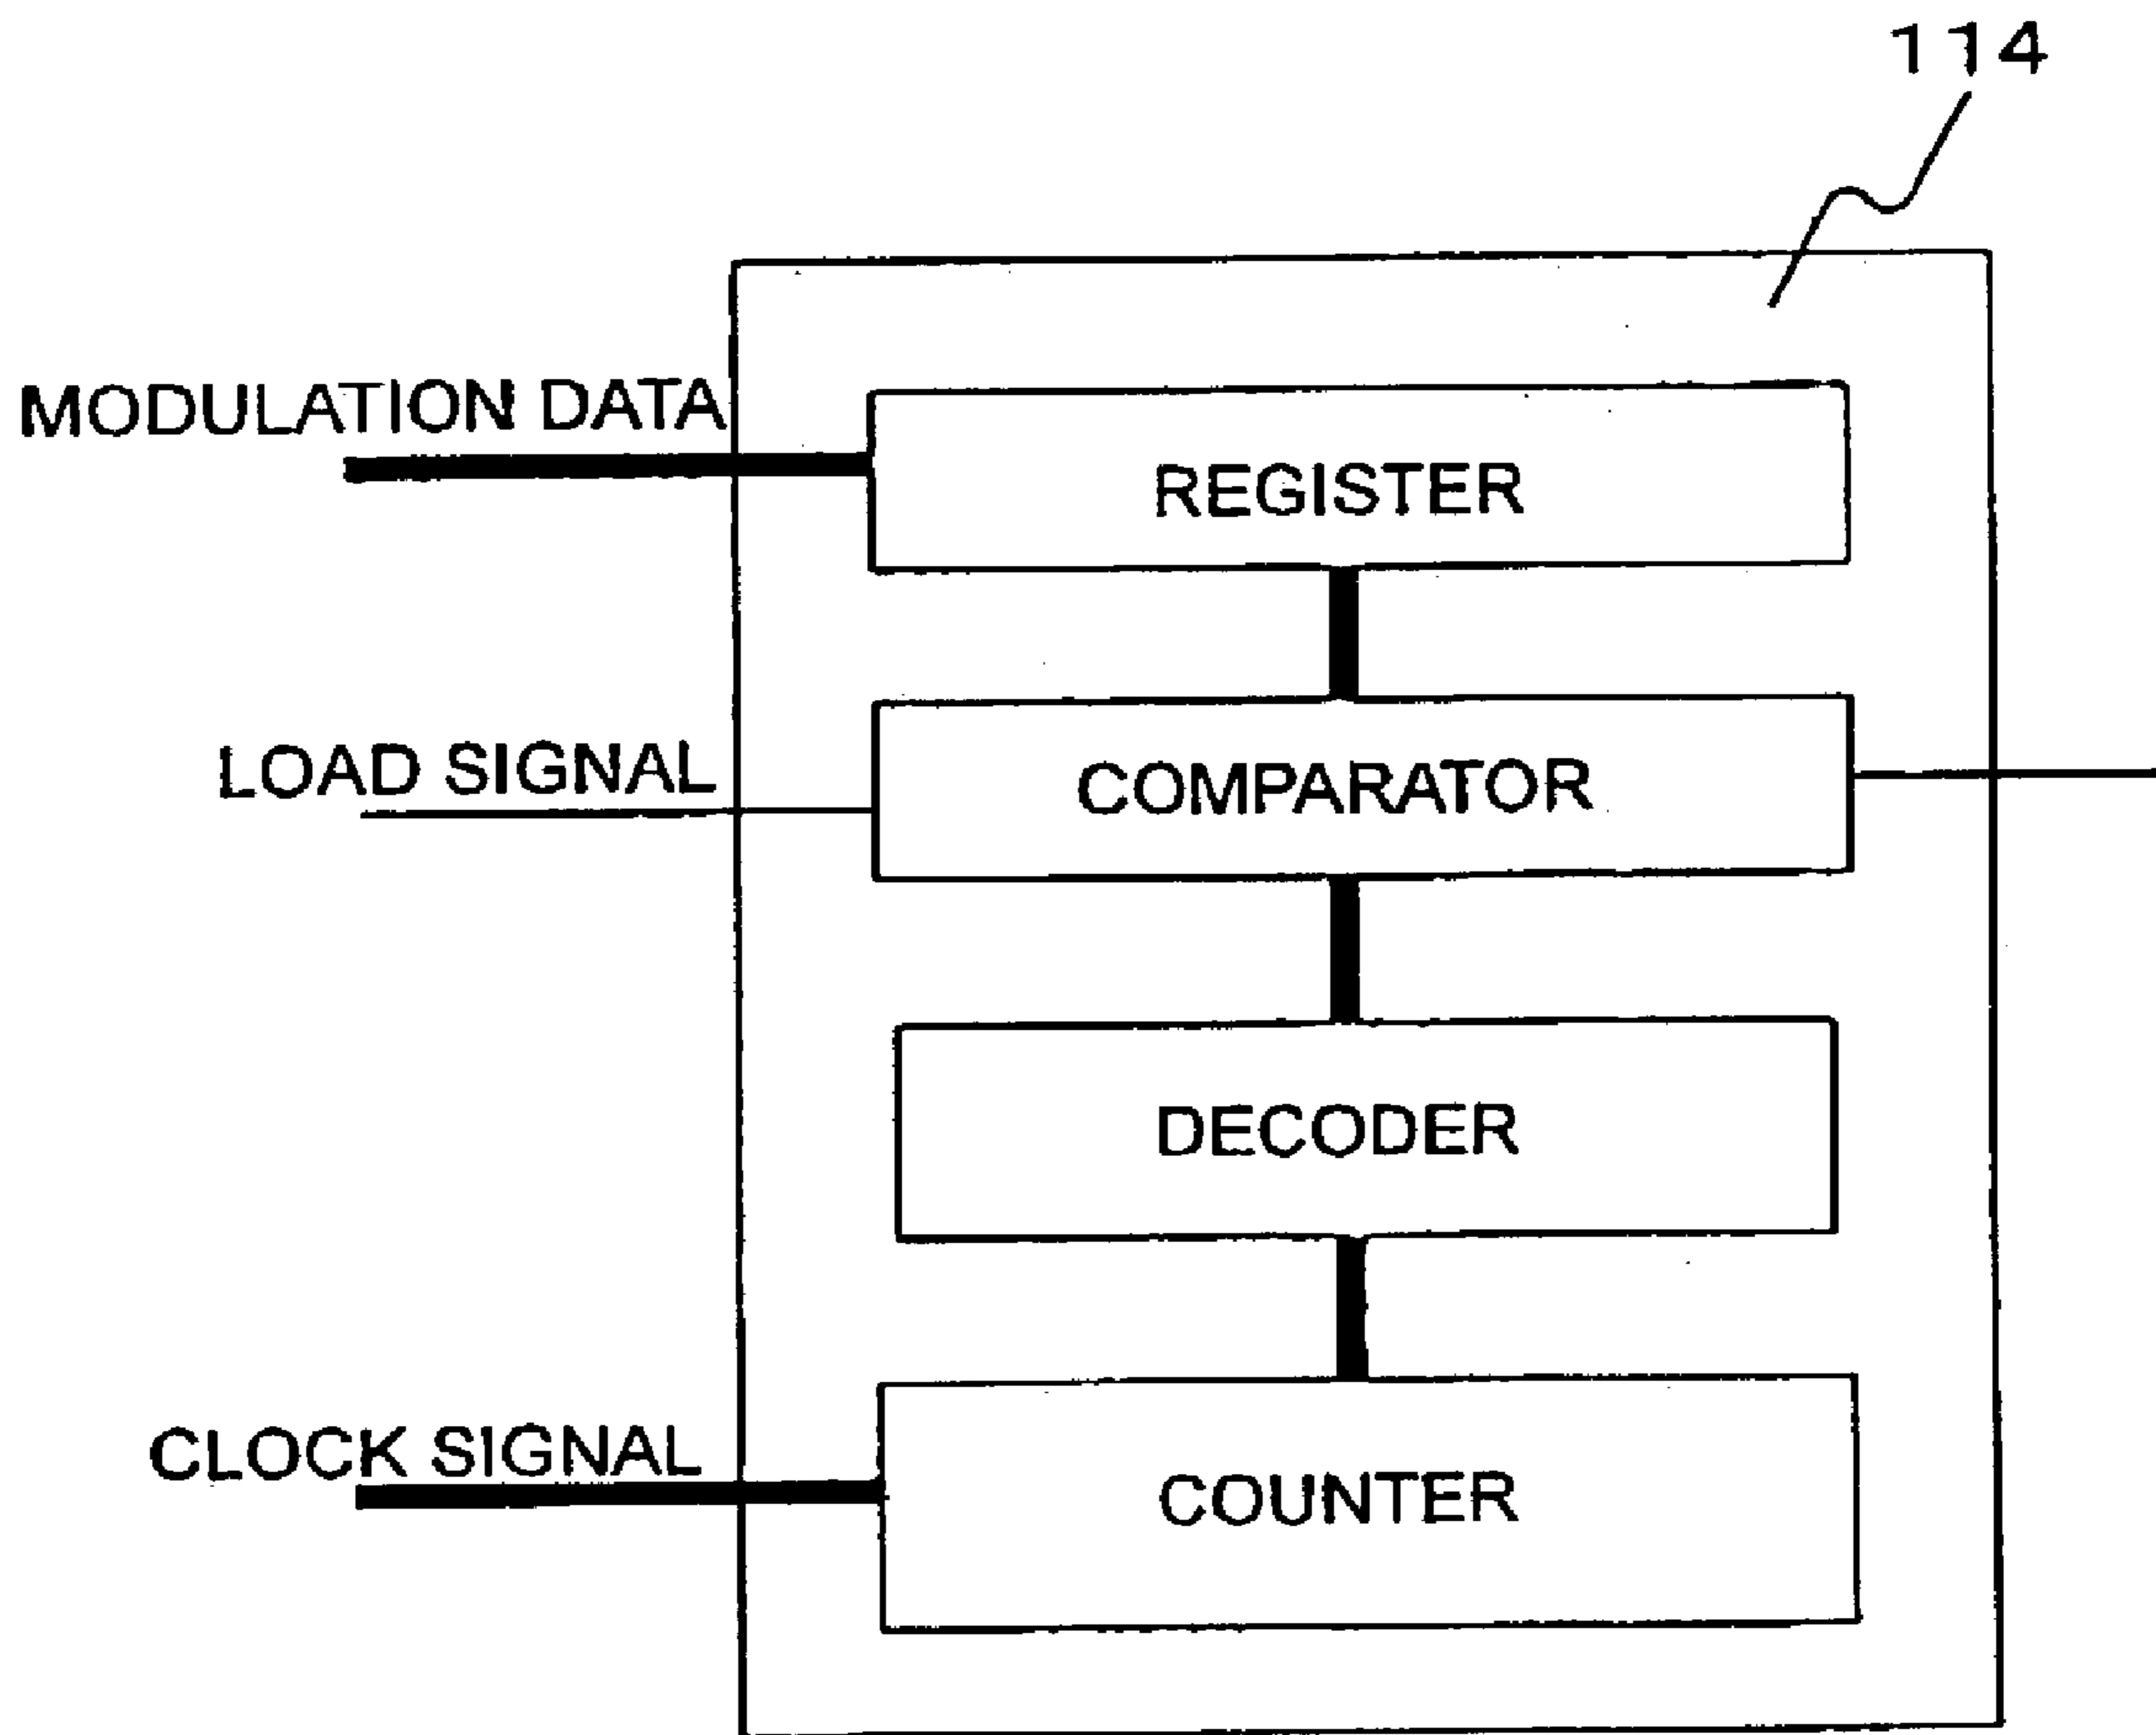 114
MODULATION DATA
REGISTER
LOAD SIGNAL
COMPARATOR
DECODER
CLOCK SIGNAL
COUNTER